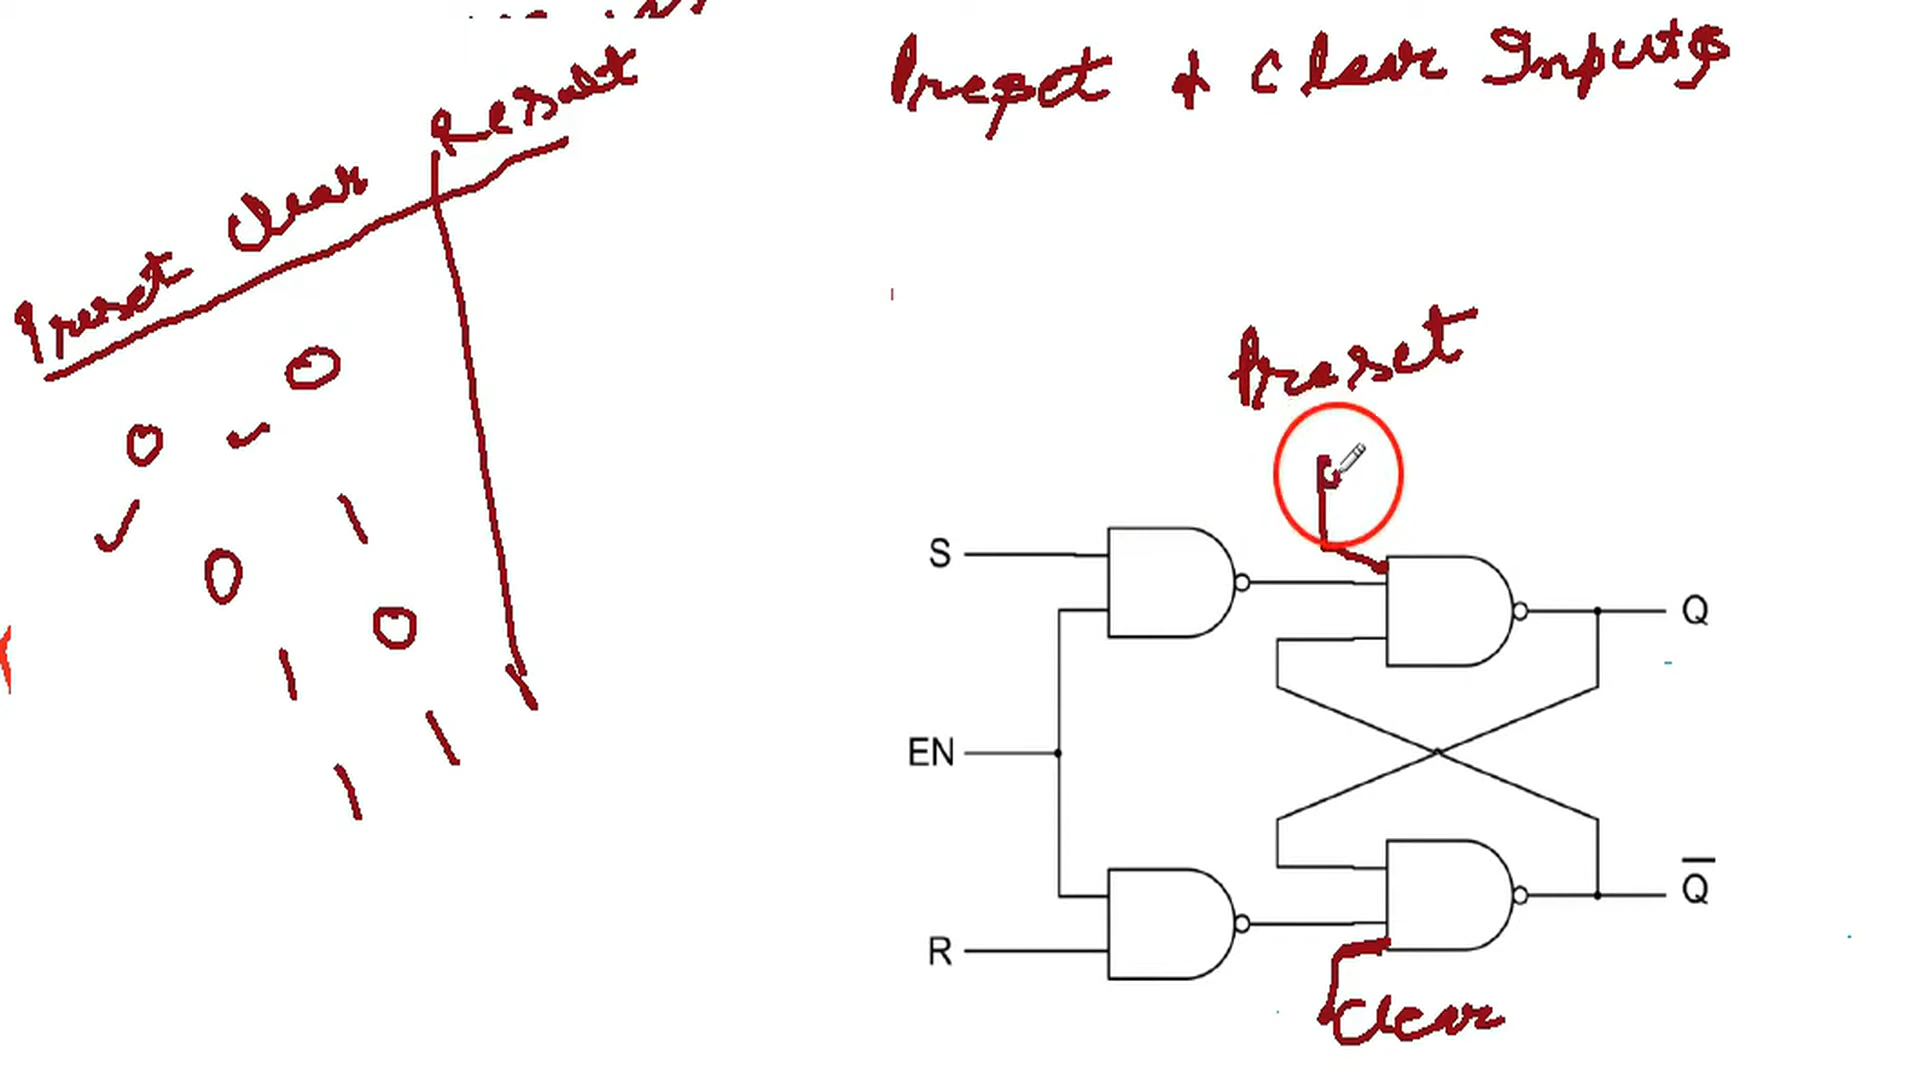 Preset & Clear Inputs
Preset Clear Result
0 0
0 1
1 0
1 1
Preset
S
Q
EN
Q
R
Clear